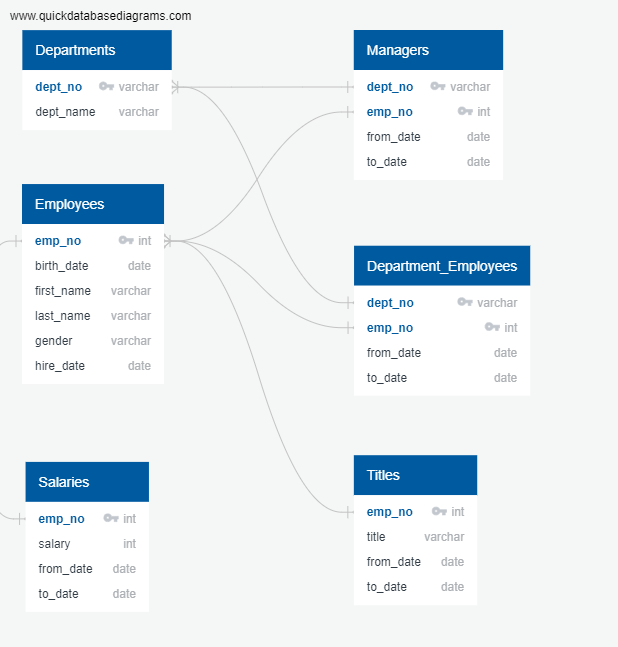 www.quickdatabasediagrams.com
Departments
dept_no varchar
dept_name varchar
Managers
dept_no varchar
emp_no int
from_date date
to_date date
Employees
emp_no int
birth_date date
first_name varchar
last_name varchar
gender varchar
hire_date date
Department_Employees
dept_no varchar
emp_no int
from_date date
to_date date
Salaries
emp_no int
salary int
from_date date
to_date date
Titles
emp_no int
title varchar
from_date date
to_date date